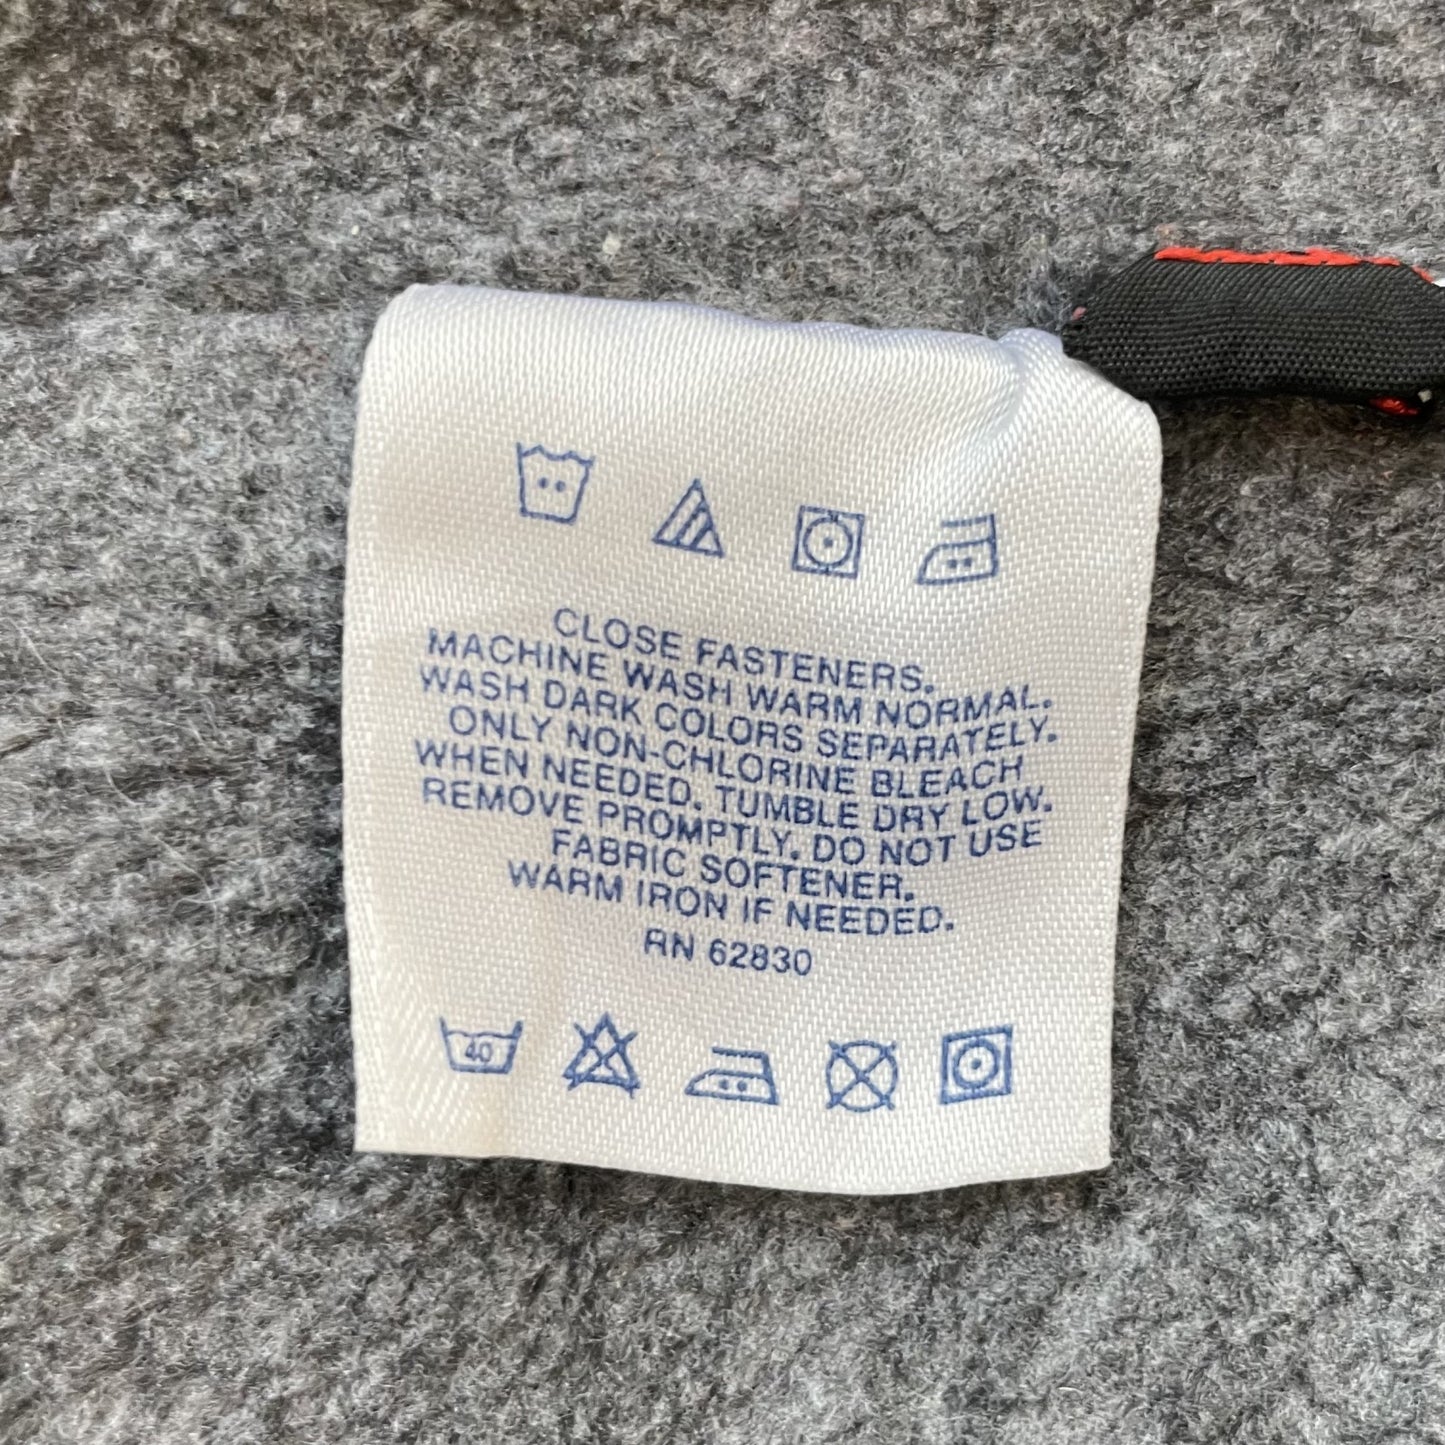 CLOSE FASTENERS.
MACHINE WASH WARM NORMAL.
WASH DARK COLORS SEPARATELY.
ONLY NON-CHLORINE BLEACH
WHEN NEEDED. TUMBLE DRY LOW.
REMOVE PROMPTLY. DO NOT USE
FABRIC SOFTENER.
WARM IRON IF NEEDED.
RN 62830
40